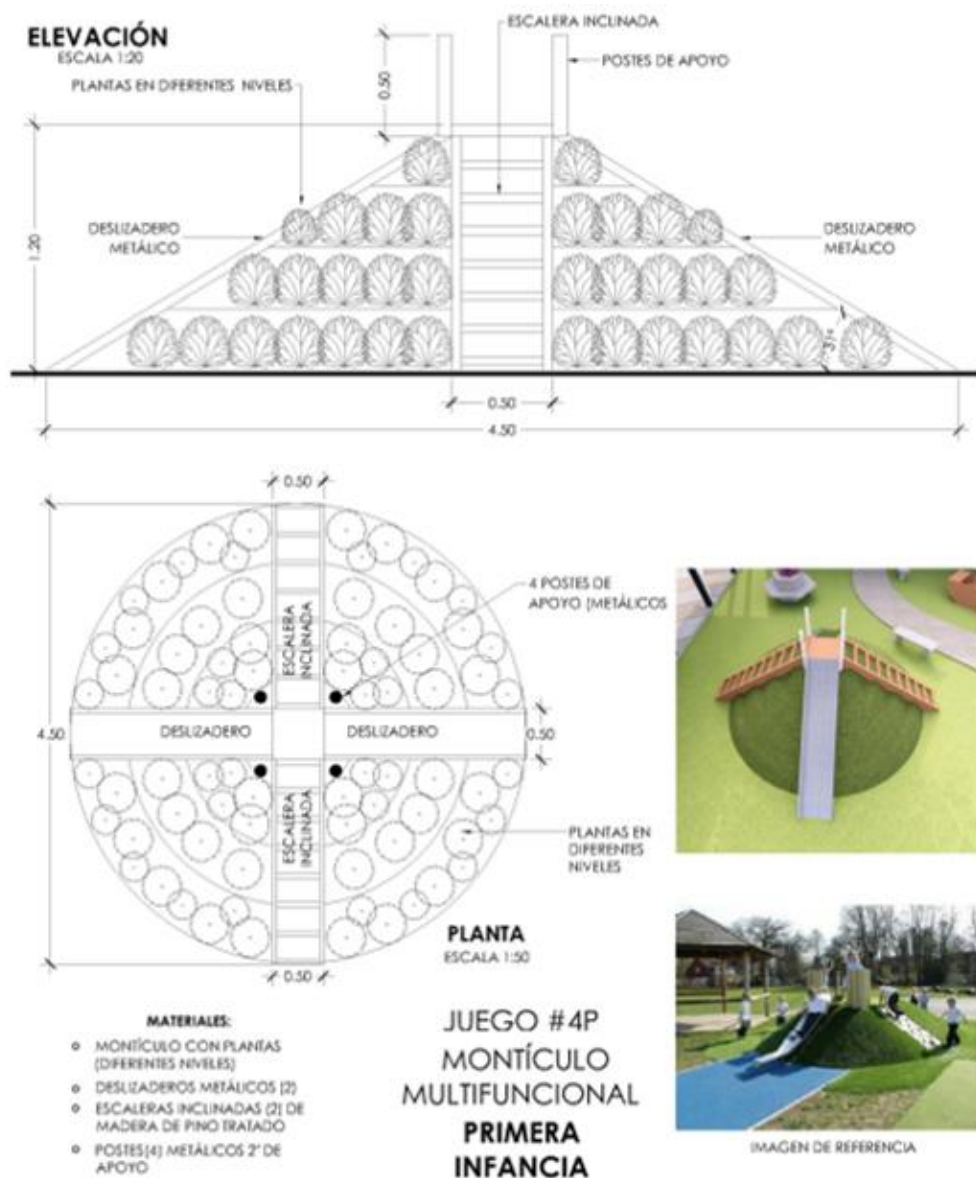 ELEVACIÓN
ESCALA 1:20
PLANTAS EN DIFERENTES NIVELES
ESCALERA INCLINADA
POSTES DE APOYO
0.50
1.20
DESLIZADERO
METÁLICO
DESLIZADERO
METÁLICO
31°
0.50
4.50
0.50
4.50
ESCALERA
INCLINADA
4 POSTES DE
APOYO (METÁLICOS
DESLIZADERO
DESLIZADERO
0.50
ESCALERA
INCLINADA
PLANTAS EN
DIFERENTES
NIVELES
0.50
PLANTA
ESCALA 1:50
MATERIALES:
MONTÍCULO CON PLANTAS
(DIFERENTES NIVELES)
DESLIZADEROS METÁLICOS (2)
ESCALERAS INCLINADAS (2) DE
MADERA DE PINO TRATADO
POSTES(4) METÁLICOS 2" DE
APOYO
JUEGO #4P
MONTÍCULO
MULTIFUNCIONAL
PRIMERA
INFANCIA
IMAGEN DE REFERENCIA